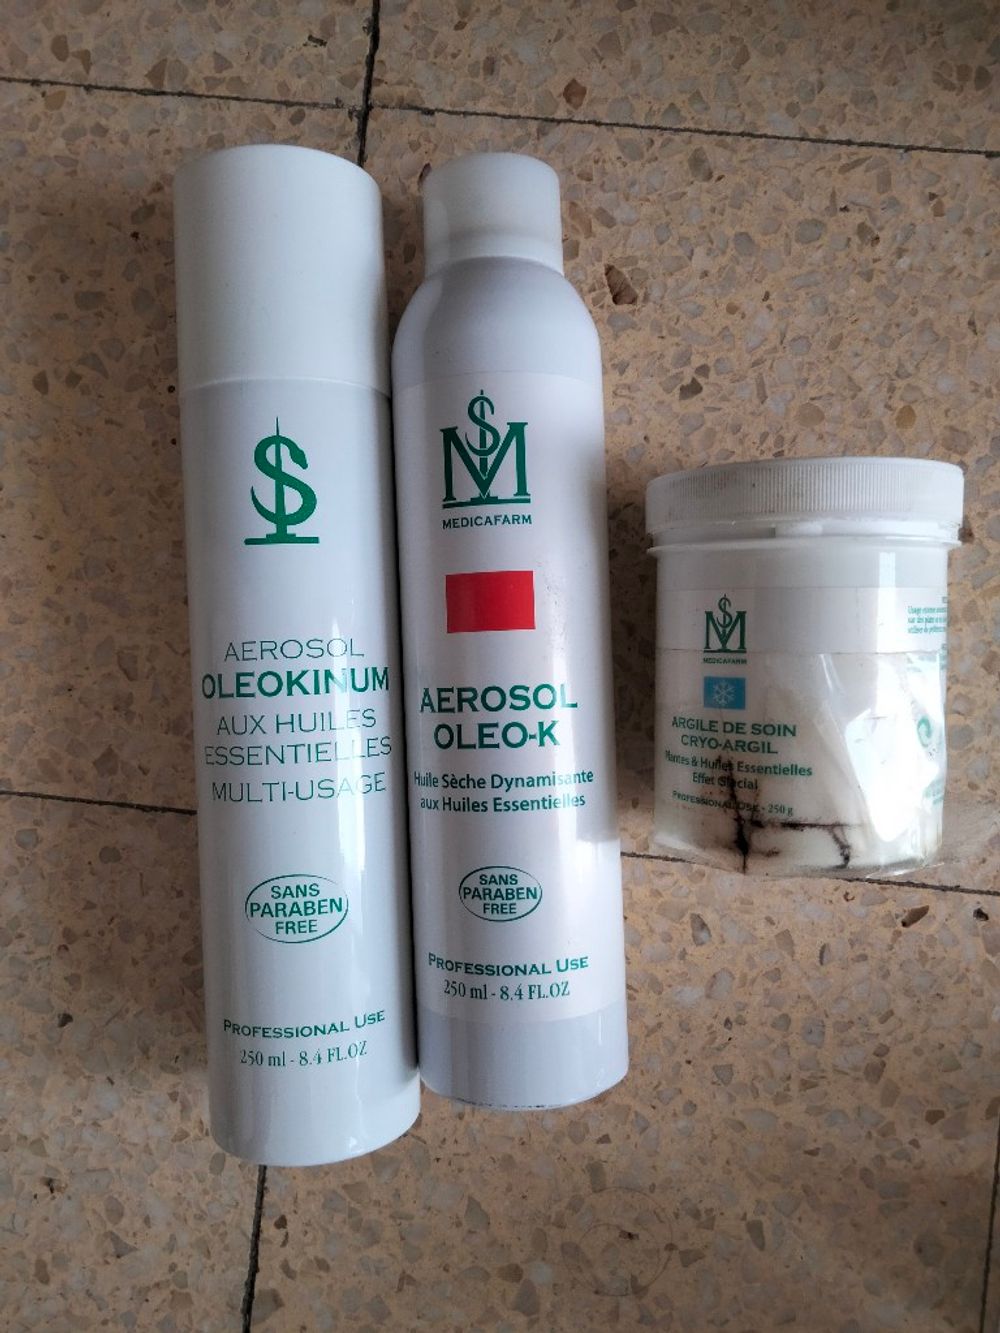 AEROSOL
OLEOKINUM
AUX HUILES
ESSENTIELLES
MULTI-USAGE
SANS
PARABEN
FREE
PROFESSIONAL USE
250 ml - 8.4 FL.OZ
MEDICAFARM
AEROSOL
OLEO-K
Huile Sèche Dynamisante
aux Huiles Essentielles
SANS
PARABEN
FREE
PROFESSIONAL USE
250 ml - 8.4 FL.OZ
MEDICAFARM
ARGILE DE SOIN
CRYO-ARGIL
Plantes & Huiles Essentielles
Effet Glacial
PROFESSIONAL USE - 250 g